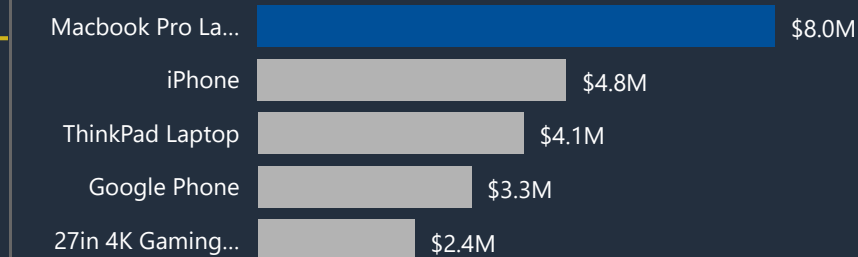 Macbook Pro La... $8.0M
iPhone $4.8M
ThinkPad Laptop $4.1M
Google Phone $3.3M
27in 4K Gaming... $2.4M